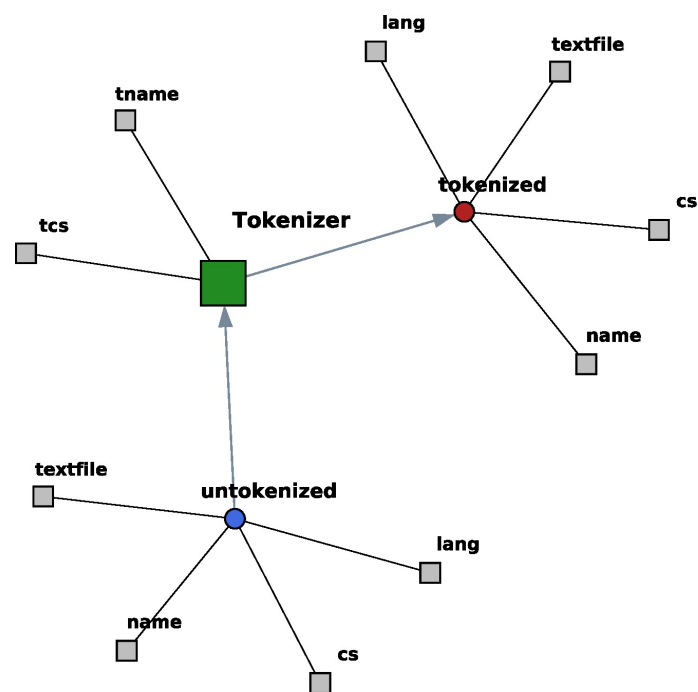 lang
textfile
tname
tokenized
cs
Tokenizer
tcs
name
textfile
untokenized
lang
name
cs